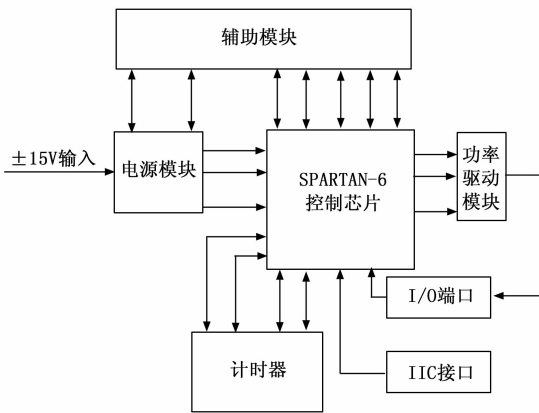 辅助模块
±15V输入
电源模块
SPARTAN-6
控制芯片
功率
驱动
模块
I/O端口
计时器
IIC接口